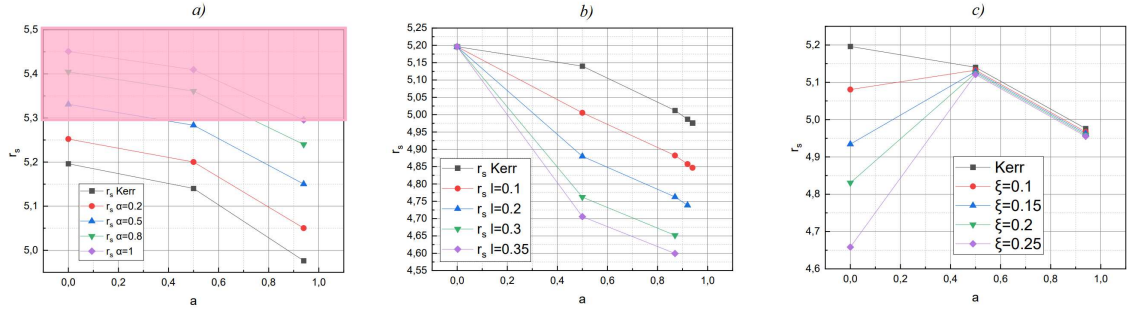 a)
5,5
5,4
5,3
5,2
5,1
5,0
r_s
r_s Kerr
r_s α=0.2
r_s α=0.5
r_s α=0.8
r_s α=1
0,0 0,2 0,4 0,6 0,8 1,0
a
b)
5,25
5,20
5,15
5,10
5,05
5,00
4,95
4,90
4,85
4,80
4,75
4,70
4,65
4,60
4,55
r_s
r_s Kerr
r_s l=0.1
r_s l=0.2
r_s l=0.3
r_s l=0.35
0,0 0,2 0,4 0,6 0,8 1,0
a
c)
5,2
5,1
5,0
4,9
4,8
4,7
4,6
r_s
Kerr
ξ=0.1
ξ=0.15
ξ=0.2
ξ=0.25
0,0 0,2 0,4 0,6 0,8 1,0
a